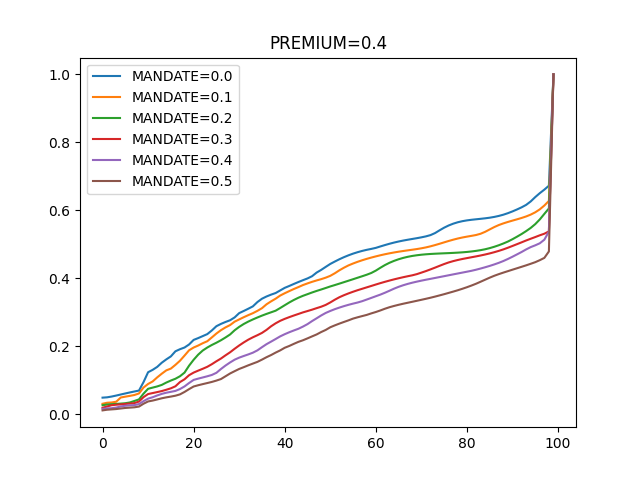 PREMIUM=0.4
1.0
0.8
0.6
0.4
0.2
0.0
MANDATE=0.0
MANDATE=0.1
MANDATE=0.2
MANDATE=0.3
MANDATE=0.4
MANDATE=0.5
0 20 40 60 80 100